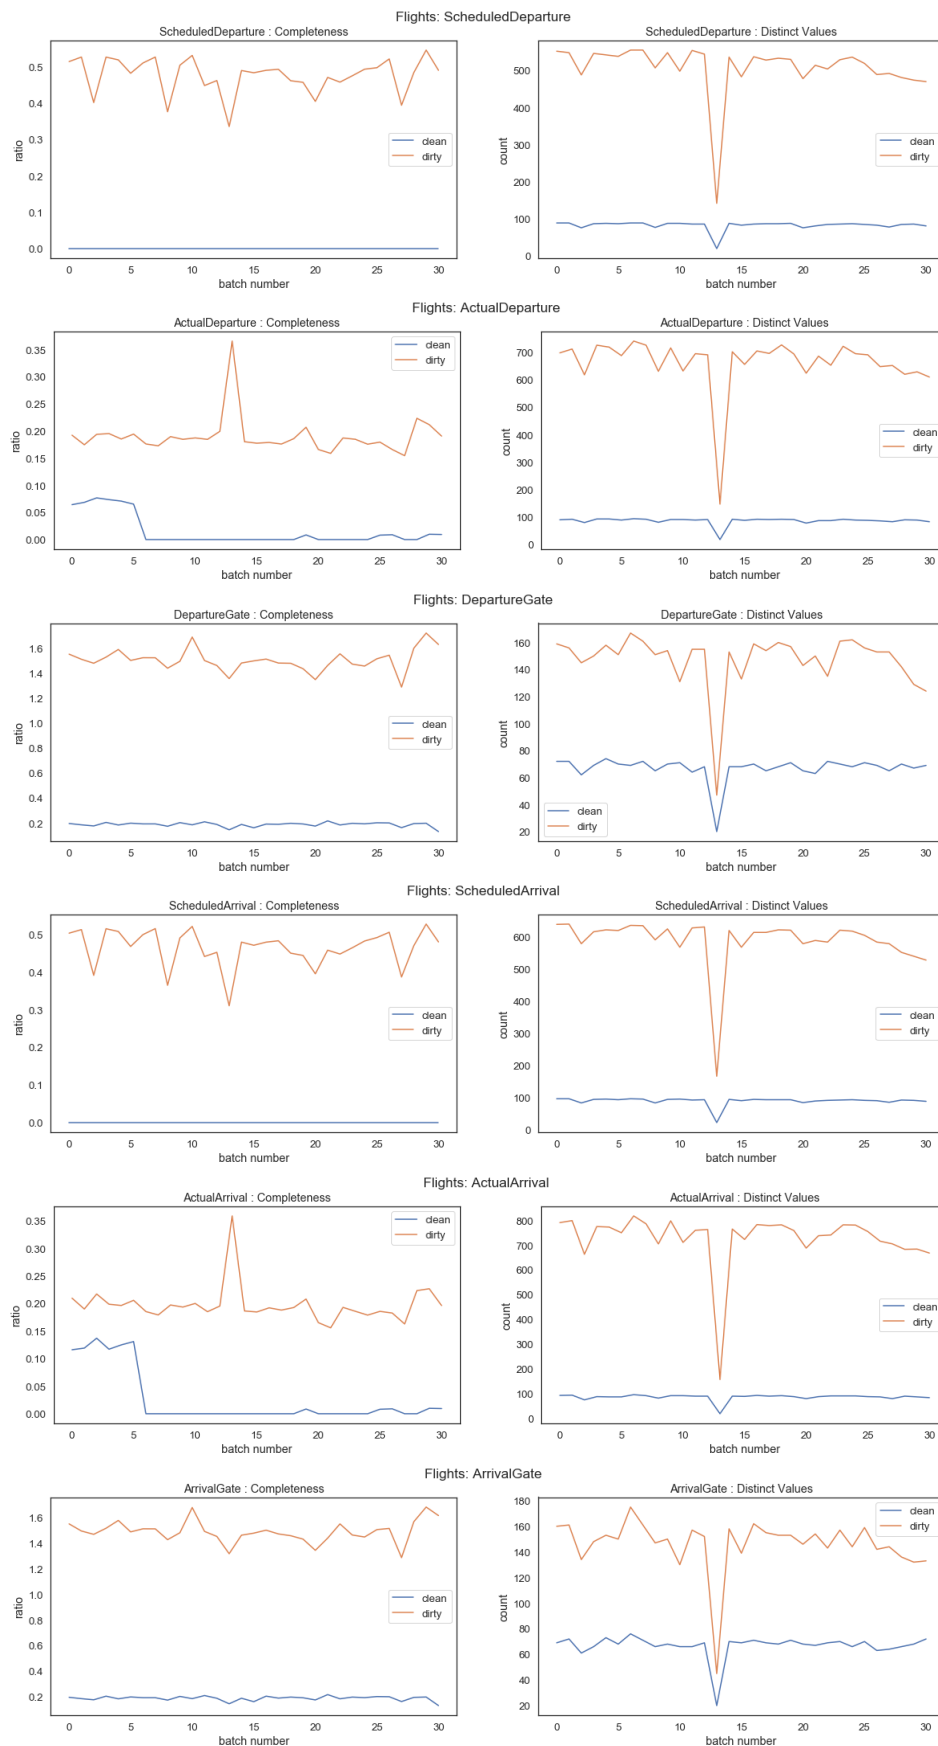 Flights: ScheduledDeparture
ScheduledDeparture : Completeness
ratio
0.5
0.4
0.3
0.2
0.1
0.0
clean
dirty
0 5 10 15 20 25 30
batch number
ScheduledDeparture : Distinct Values
count
500
400
300
200
100
0
clean
dirty
0 5 10 15 20 25 30
batch number
Flights: ActualDeparture
ActualDeparture : Completeness
ratio
0.35
0.30
0.25
0.20
0.15
0.10
0.05
0.00
clean
dirty
0 5 10 15 20 25 30
batch number
ActualDeparture : Distinct Values
count
700
600
500
400
300
200
100
0
clean
dirty
0 5 10 15 20 25 30
batch number
Flights: DepartureGate
DepartureGate : Completeness
ratio
1.6
1.4
1.2
1.0
0.8
0.6
0.4
0.2
clean
dirty
0 5 10 15 20 25 30
batch number
DepartureGate : Distinct Values
count
160
140
120
100
80
60
40
20
clean
dirty
0 5 10 15 20 25 30
batch number
Flights: ScheduledArrival
ScheduledArrival : Completeness
ratio
0.5
0.4
0.3
0.2
0.1
0.0
clean
dirty
0 5 10 15 20 25 30
batch number
ScheduledArrival : Distinct Values
count
600
500
400
300
200
100
0
clean
dirty
0 5 10 15 20 25 30
batch number
Flights: ActualArrival
ActualArrival : Completeness
ratio
0.35
0.30
0.25
0.20
0.15
0.10
0.05
0.00
clean
dirty
0 5 10 15 20 25 30
batch number
ActualArrival : Distinct Values
count
800
700
600
500
400
300
200
100
0
clean
dirty
0 5 10 15 20 25 30
batch number
Flights: ArrivalGate
ArrivalGate : Completeness
ratio
1.6
1.4
1.2
1.0
0.8
0.6
0.4
0.2
clean
dirty
0 5 10 15 20 25 30
batch number
ArrivalGate : Distinct Values
count
180
160
140
120
100
80
60
40
20
clean
dirty
0 5 10 15 20 25 30
batch number